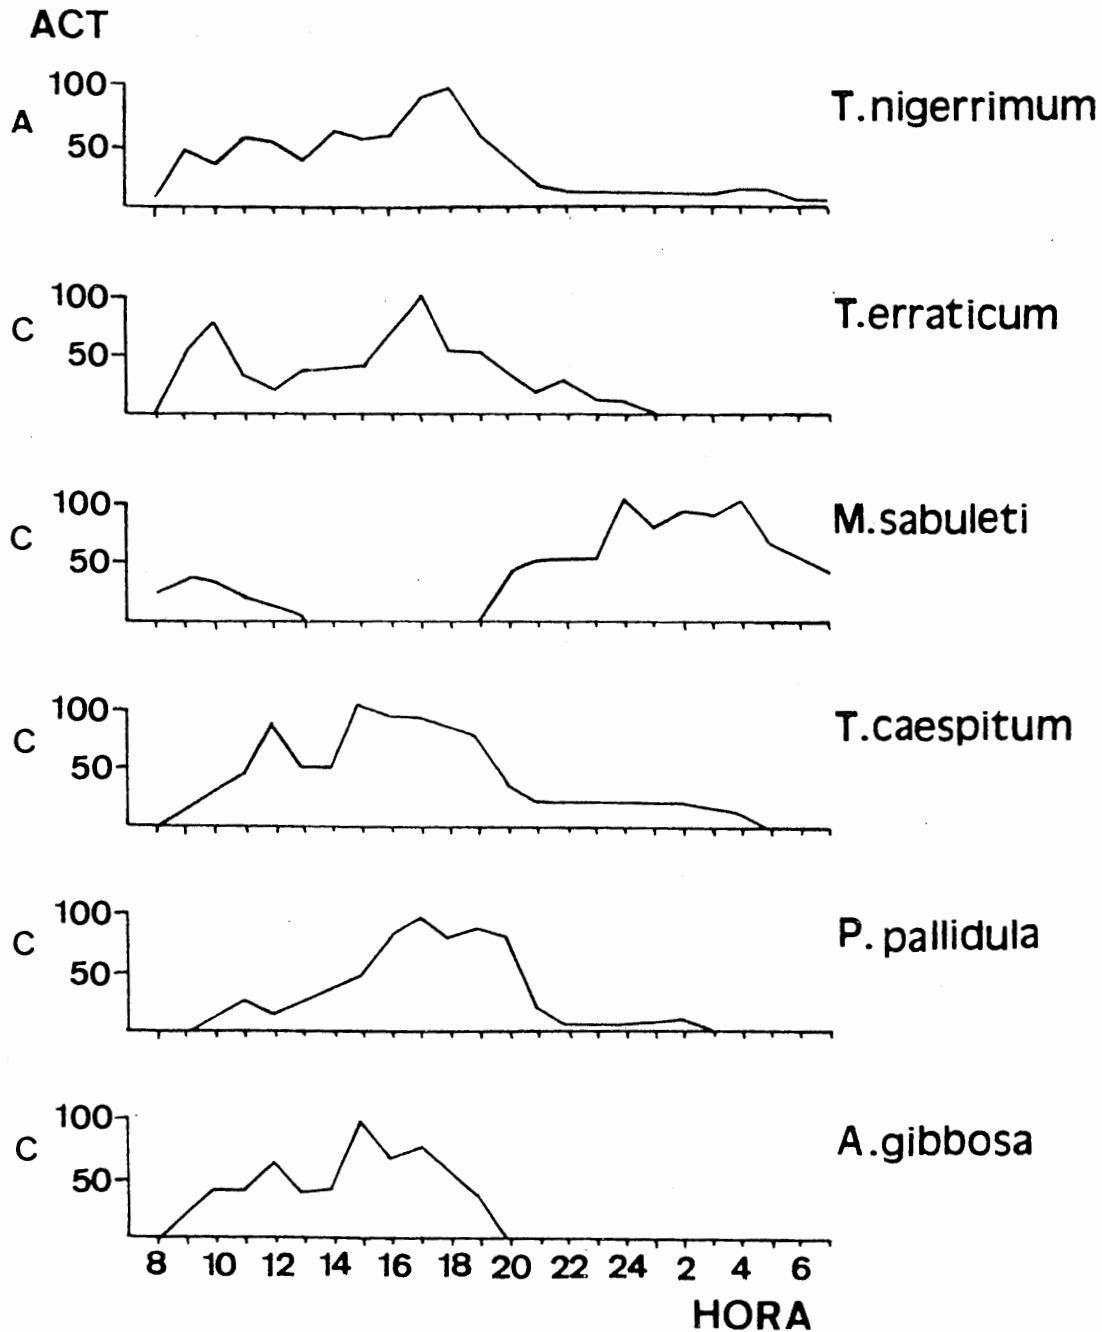 ACT
100
A
50
T.nigerrimum
100
C
50
T.erraticum
100
C
50
M.sabuleti
100
C
50
T.caespitum
100
C
50
P. pallidula
100
C
50
A.gibbosa
8 10 12 14 16 18 20 22 24 2 4 6
HORA